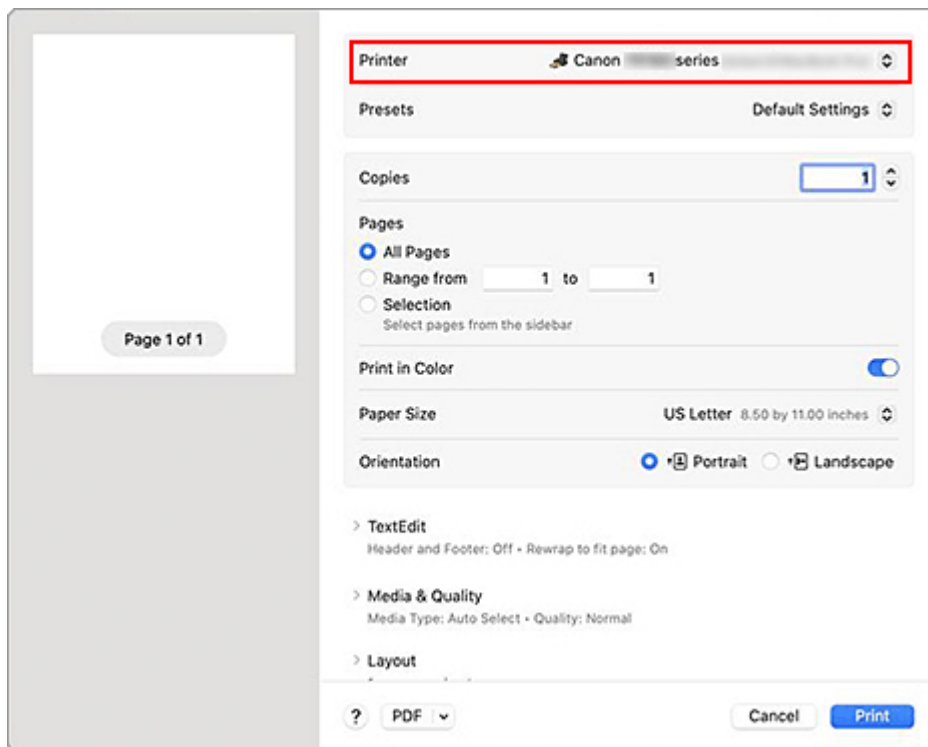 Page 1 of 1
Printer Canon series
Presets Default Settings
Copies 1
Pages
All Pages
Range from 1 to 1
Selection
Select pages from the sidebar
Print in Color
Paper Size US Letter 8.50 by 11.00 inches
Orientation Portrait Landscape
TextEdit
Header and Footer: Off • Rewrap to fit page: On
Media & Quality
Media Type: Auto Select • Quality: Normal
Layout
? PDF Cancel Print